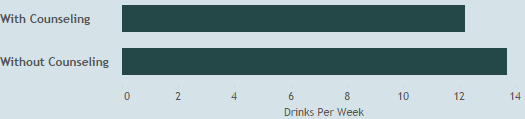 With Counseling
Without Counseling
0 2 4 6 8 10 12 14
Drinks Per Week